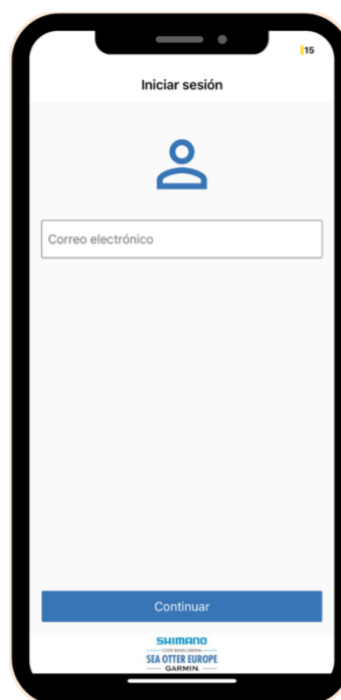 15
Iniciar sesión
Correo electrónico
Continuar
SHIMANO
SEA OTTER EUROPE
GARMIN